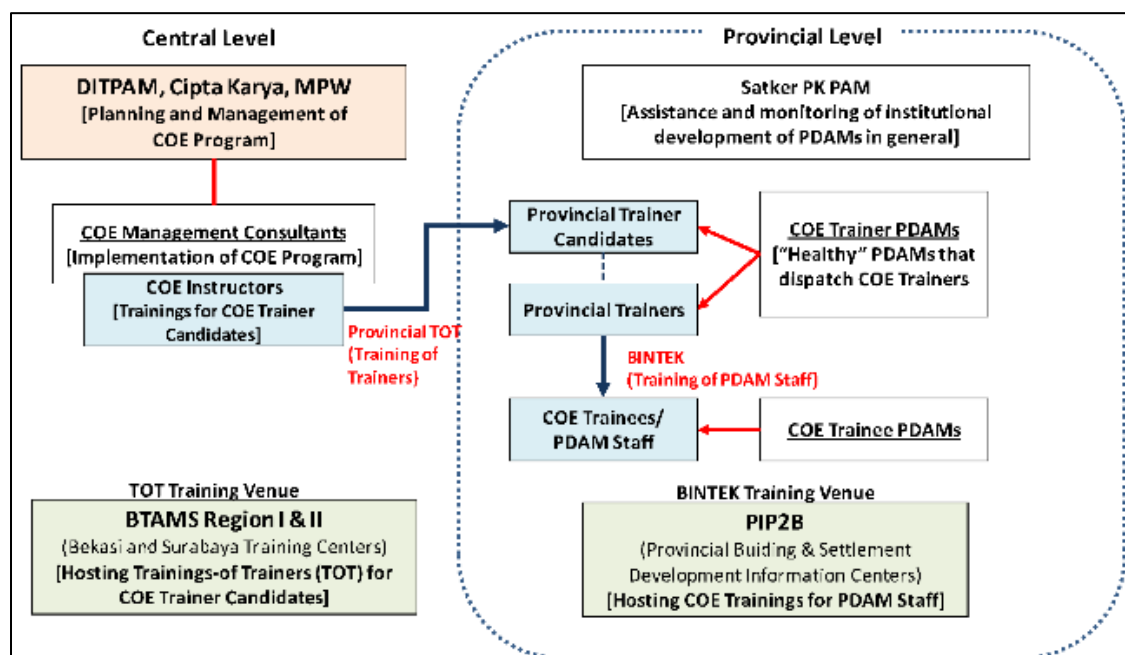 Central Level
DITPAM, Cipta Karya, MPW
[Planning and Management of
COE Program]
COE Management Consultants
[Implementation of COE Program]
COE Instructors
[Trainings for COE Trainer
Candidates]
Provincial TOT
(Training of
Trainers)
TOT Training Venue
BTAMS Region I & II
(Bekasi and Surabaya Training Centers)
[Hosting Trainings-of Trainers (TOT) for
COE Trainer Candidates]
Provincial Level
Satker PK PAM
[Assistance and monitoring of institutional
development of PDAMs in general]
Provincial Trainer
Candidates
COE Trainer PDAMs
["Healthy" PDAMs that
dispatch COE Trainers
Provincial Trainers
BINTEK
(Training of PDAM Staff]
COE Trainees/
PDAM Staff
COE Trainee PDAMs
BINTEK Training Venue
PIP2B
(Provincial Buiding & Settlement
Development Information Centers)
[Hosting COE Trainings for PDAM Staff]